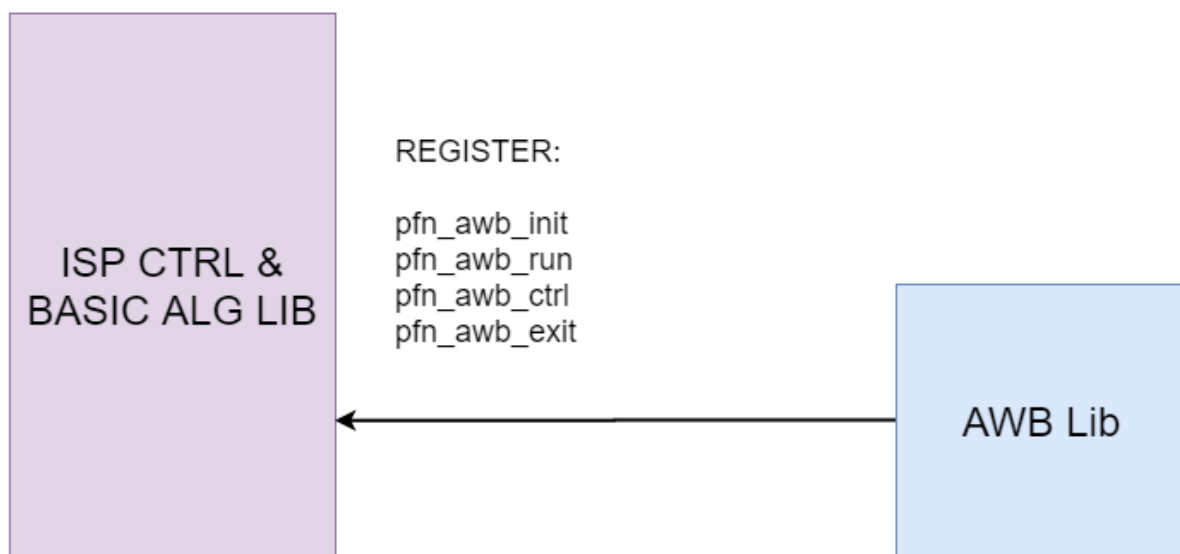 ISP CTRL &
BASIC ALG LIB
REGISTER:
pfn_awb_init
pfn_awb_run
pfn_awb_ctrl
pfn_awb_exit
AWB Lib